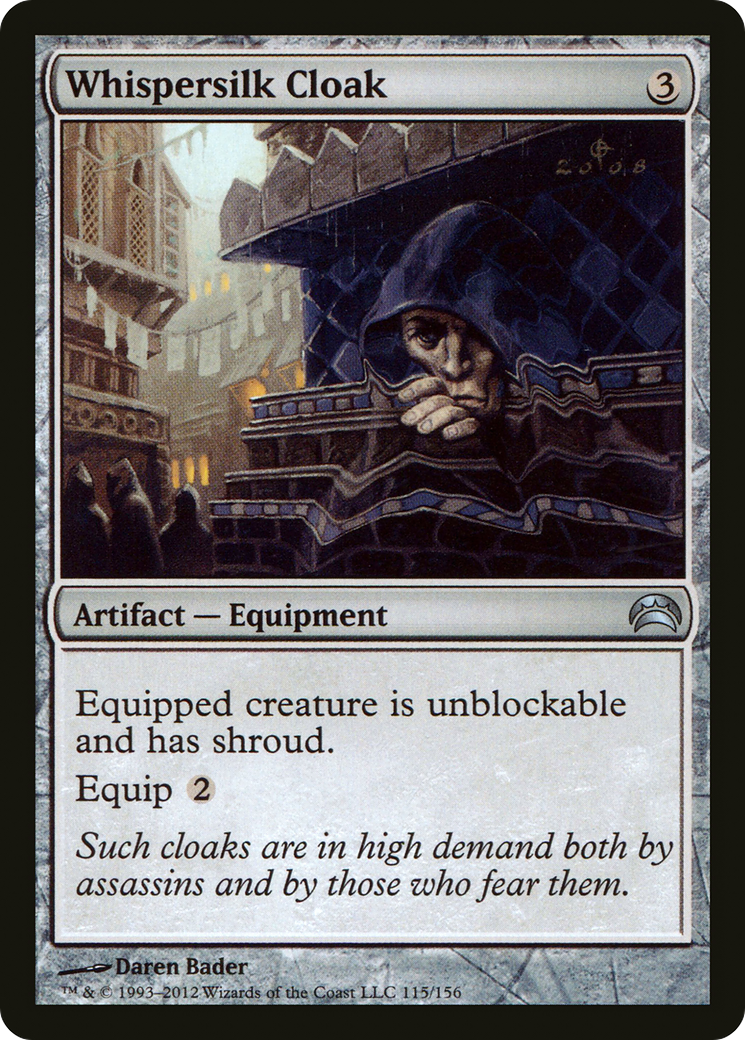 Whispersilk Cloak 3
2008
Artifact — Equipment
Equipped creature is unblockable
and has shroud.
Equip 2
Such cloaks are in high demand both by
assassins and by those who fear them.
Daren Bader
™ & © 1993–2012 Wizards of the Coast LLC 115/156